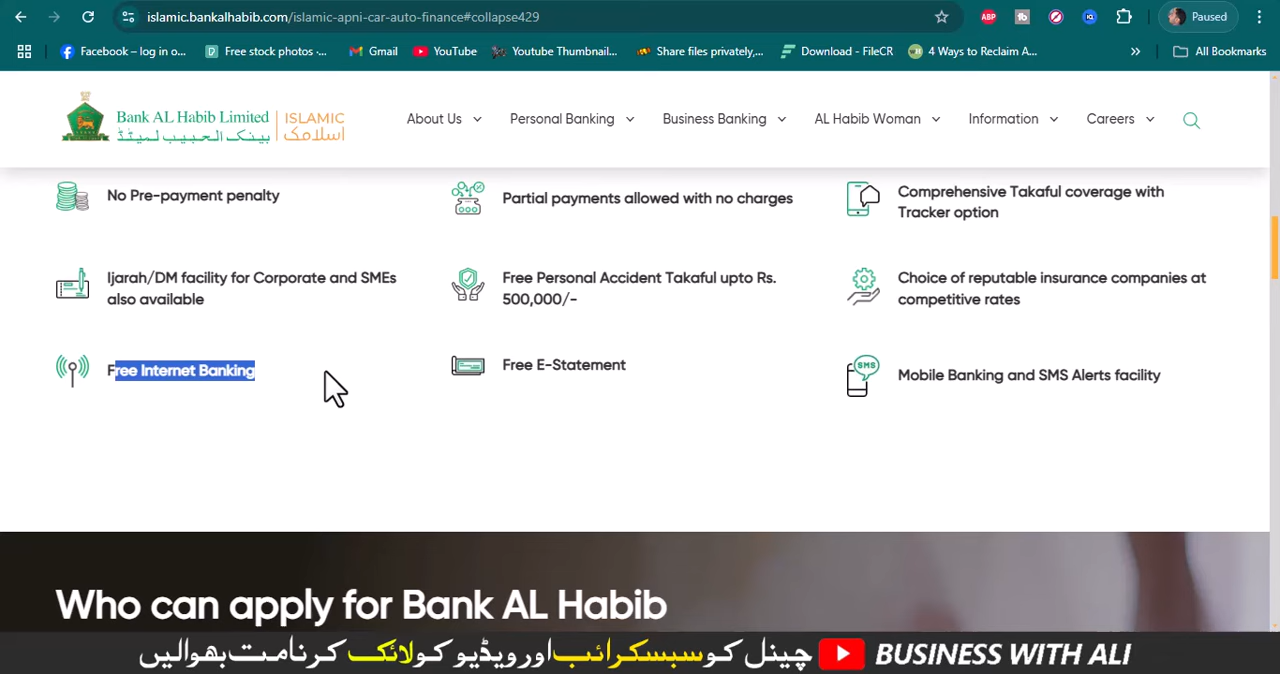 islamic.bankalhabib.com/islamic-apni-car-auto-finance#collapse429
ABP
Paused
Facebook – log in o...
Free stock photos ·...
Gmail
YouTube
Youtube Thumbnail...
Share files privately,...
Download - FileCR
4 Ways to Reclaim A...
All Bookmarks
Bank AL Habib Limited
بینک الحبیب لمیٹڈ
ISLAMIC
اسلامک
About Us
Personal Banking
Business Banking
AL Habib Woman
Information
Careers
No Pre-payment penalty
Partial payments allowed with no charges
Comprehensive Takaful coverage with
Tracker option
Ijarah/DM facility for Corporate and SMEs
also available
Free Personal Accident Takaful upto Rs.
500,000/-
Choice of reputable insurance companies at
competitive rates
Free Internet Banking
Free E-Statement
SMS
Mobile Banking and SMS Alerts facility
Who can apply for Bank AL Habib
چینل کو سبسکرائب اور ویڈیو کو لائک کرنا مت بھولیں
BUSINESS WITH ALI